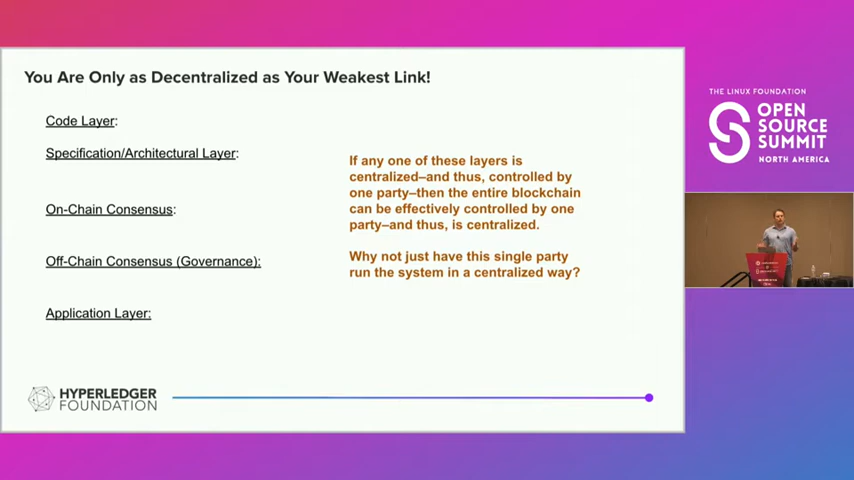 You Are Only as Decentralized as Your Weakest Link!
Code Layer:
Specification/Architectural Layer:
On-Chain Consensus:
Off-Chain Consensus (Governance):
Application Layer:
If any one of these layers is
centralized–and thus, controlled by
one party–then the entire blockchain
can be effectively controlled by one
party–and thus, is centralized.
Why not just have this single party
run the system in a centralized way?
HYPERLEDGER
FOUNDATION
THE LINUX FOUNDATION
OPEN
SOURCE
SUMMIT
NORTH AMERICA